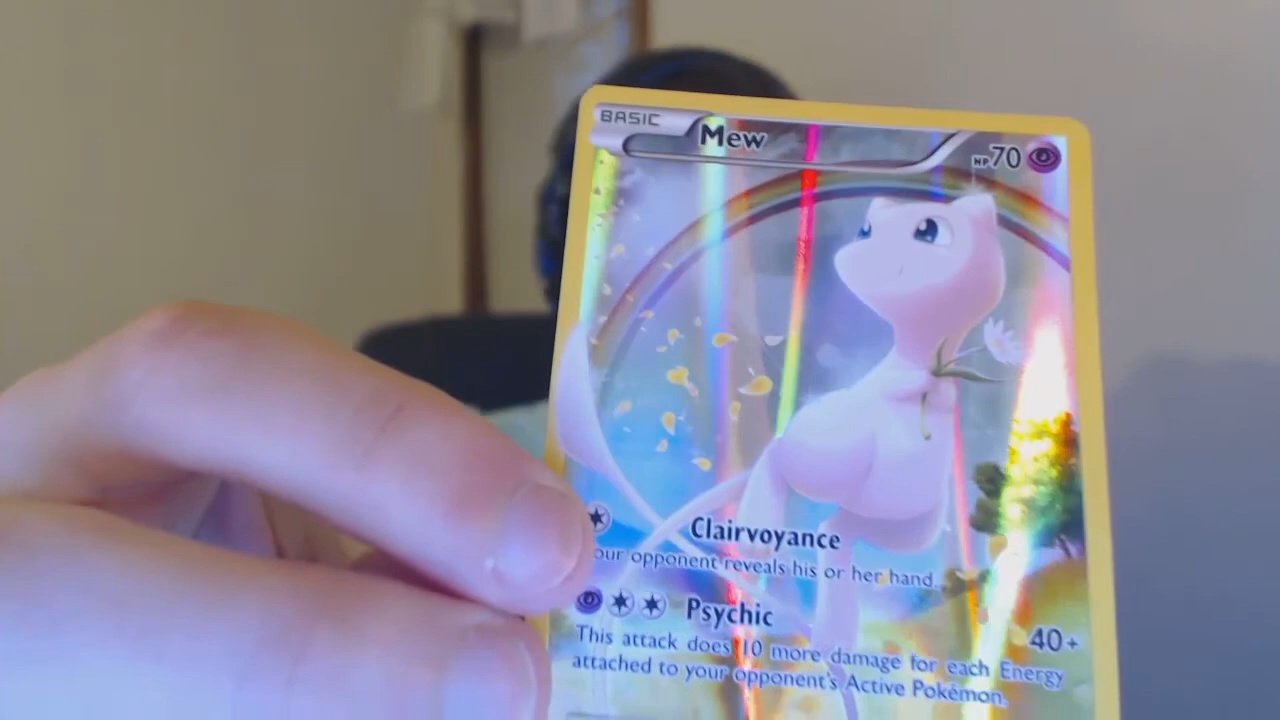 BASIC
Mew
HP70
Clairvoyance
our opponent reveals his or her hand.
Psychic
40+
This attack does 10 more damage for each Energy
attached to your opponent's Active Pokémon.